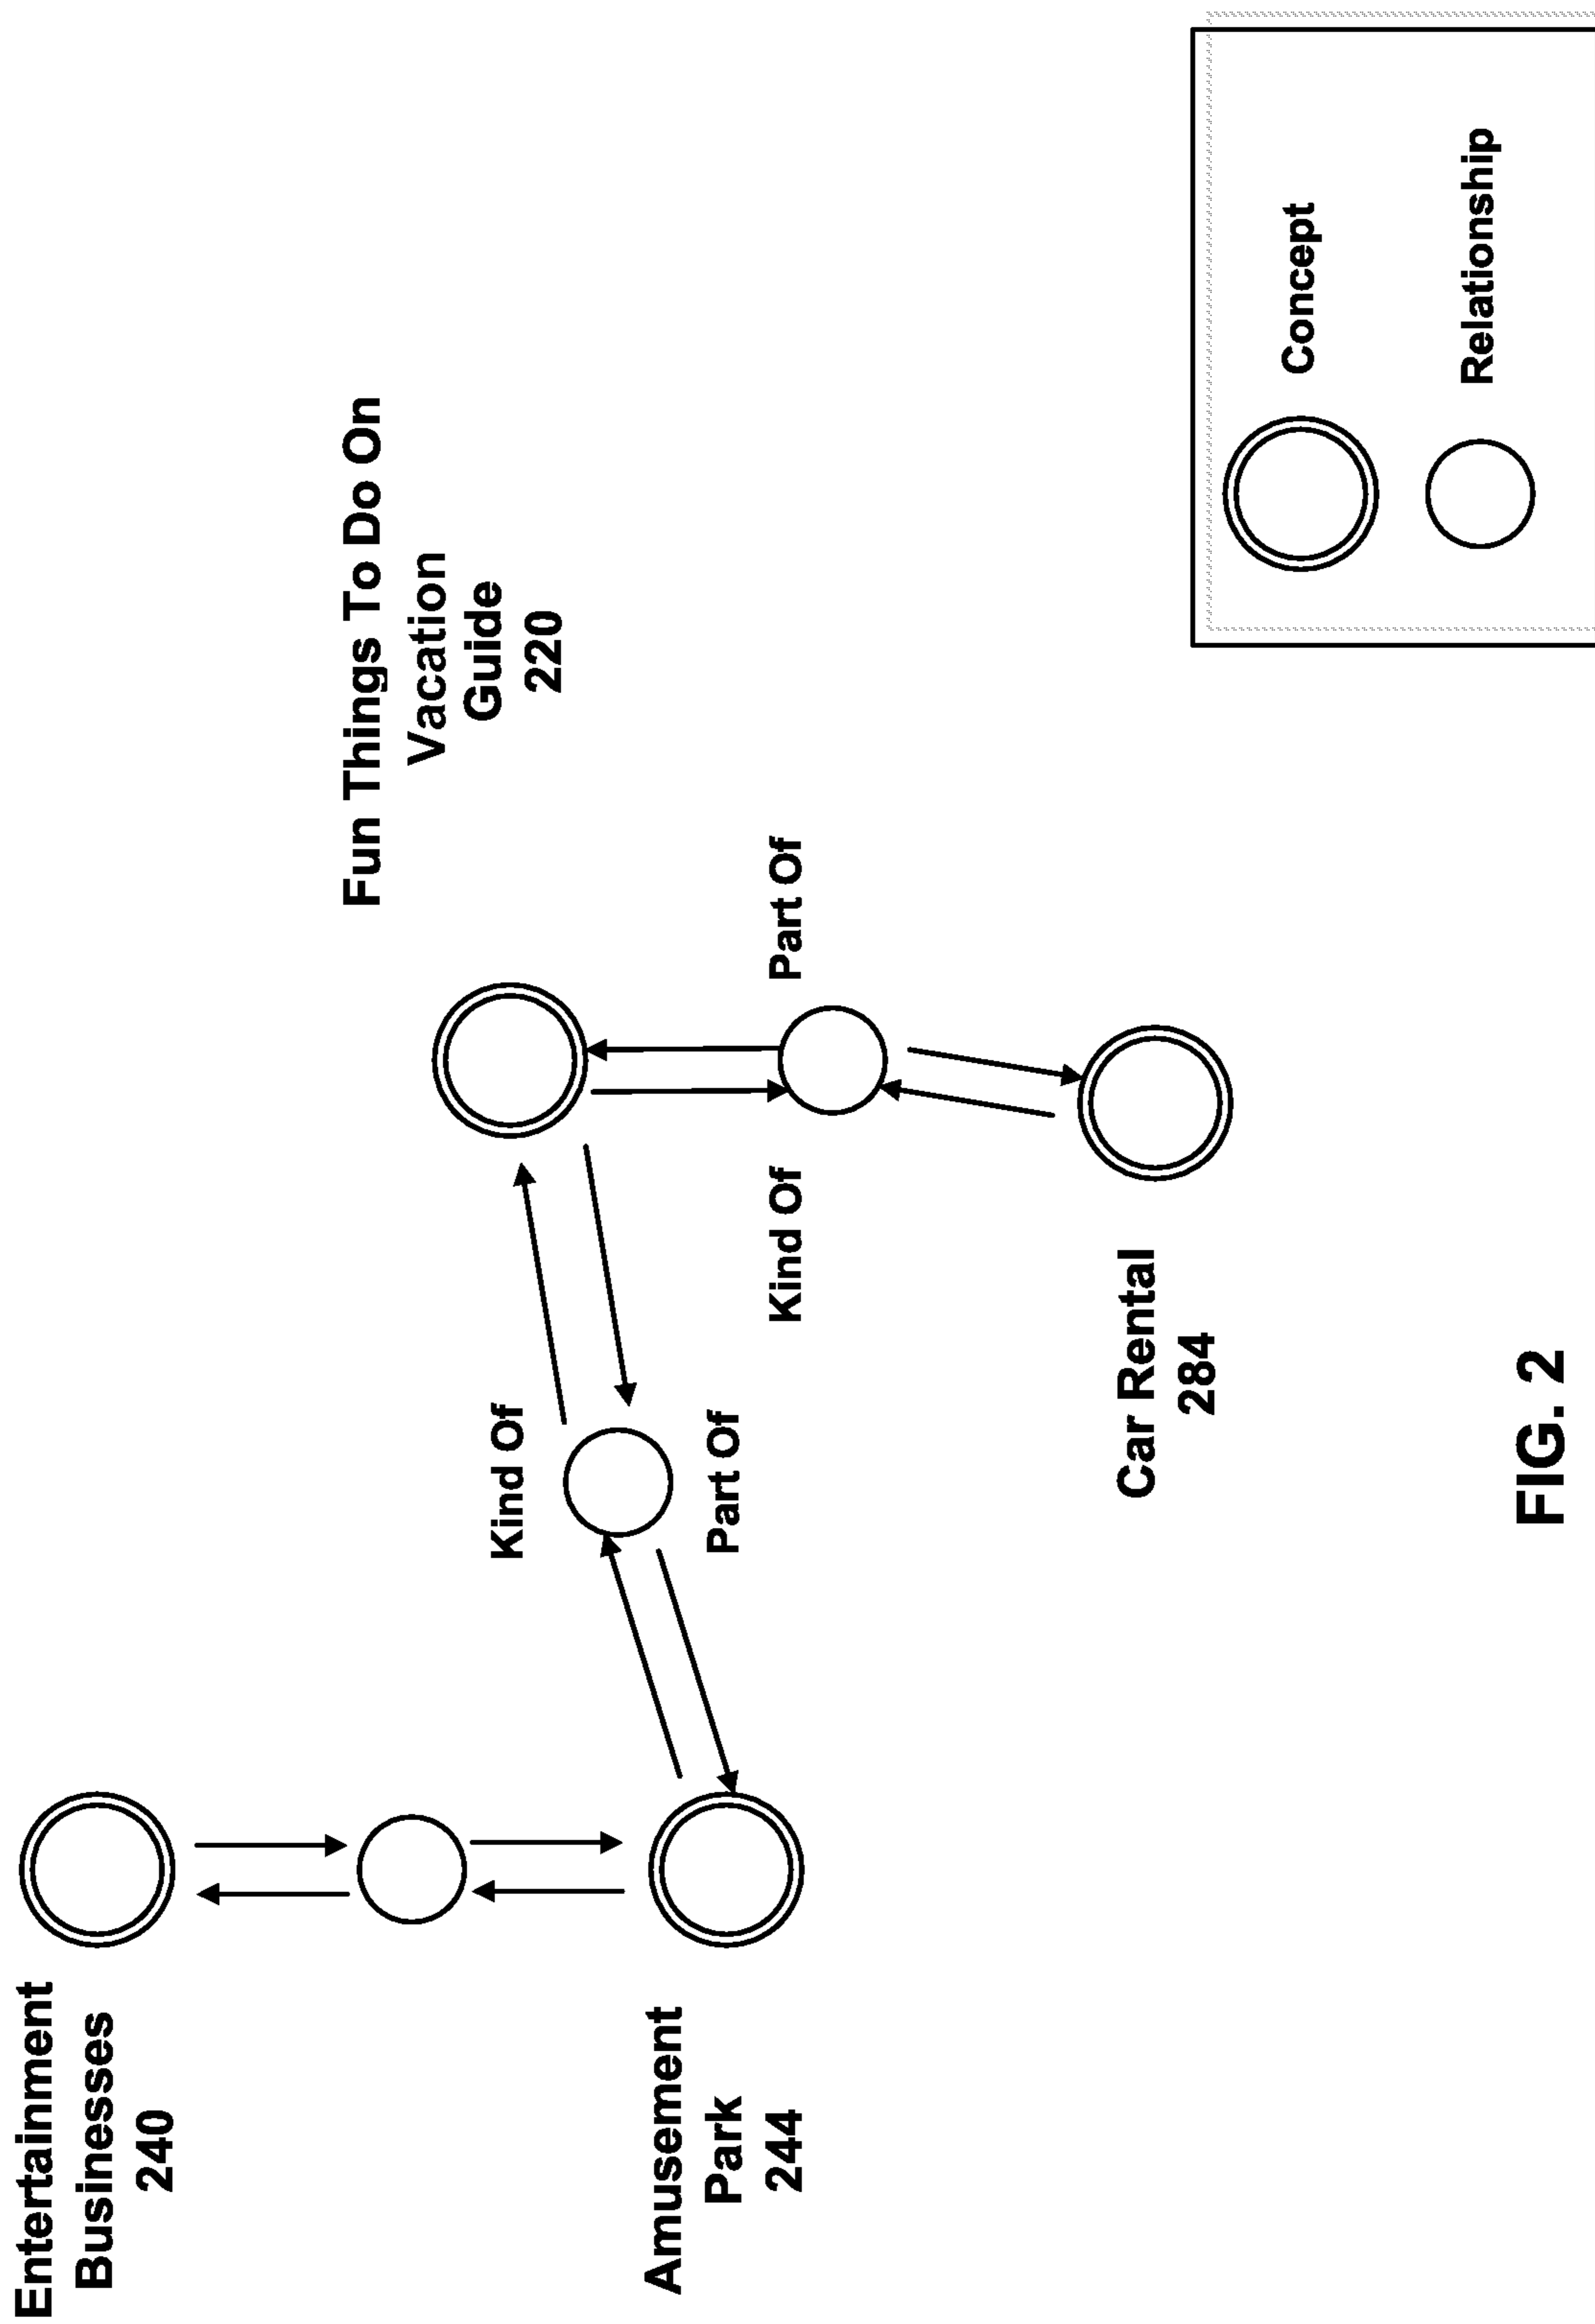 Entertainment
Businesses
240
Fun Things To Do On
Vacation
Guide
220
Kind Of
Part Of
Amusement
Park
244
Kind Of
Part Of
Car Rental
284
Concept
Relationship
FIG. 2